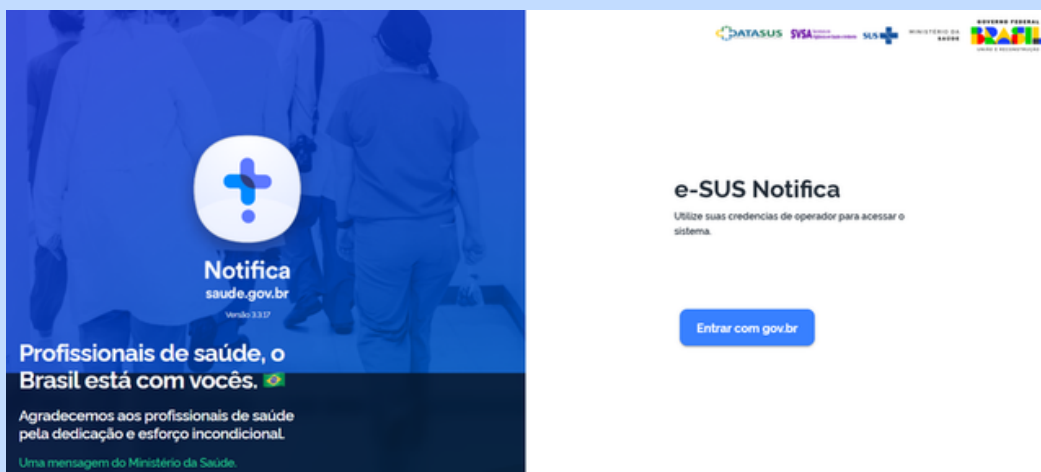 Notifica
saude.gov.br
Versão 3.3.17
Profissionais de saúde, o
Brasil está com vocês.
Agradecemos aos profissionais de saúde
pela dedicação e esforço incondicional.
Uma mensagem do Ministério da Saúde.
DATASUS SVSA SUS MINISTÉRIO DA
SAÚDE
GOVERNO FEDERAL
BRASIL
UNIÃO E RECONSTRUÇÃO
e-SUS Notifica
Utilize suas credencias de operador para acessar o
sistema.
Entrar com gov.br